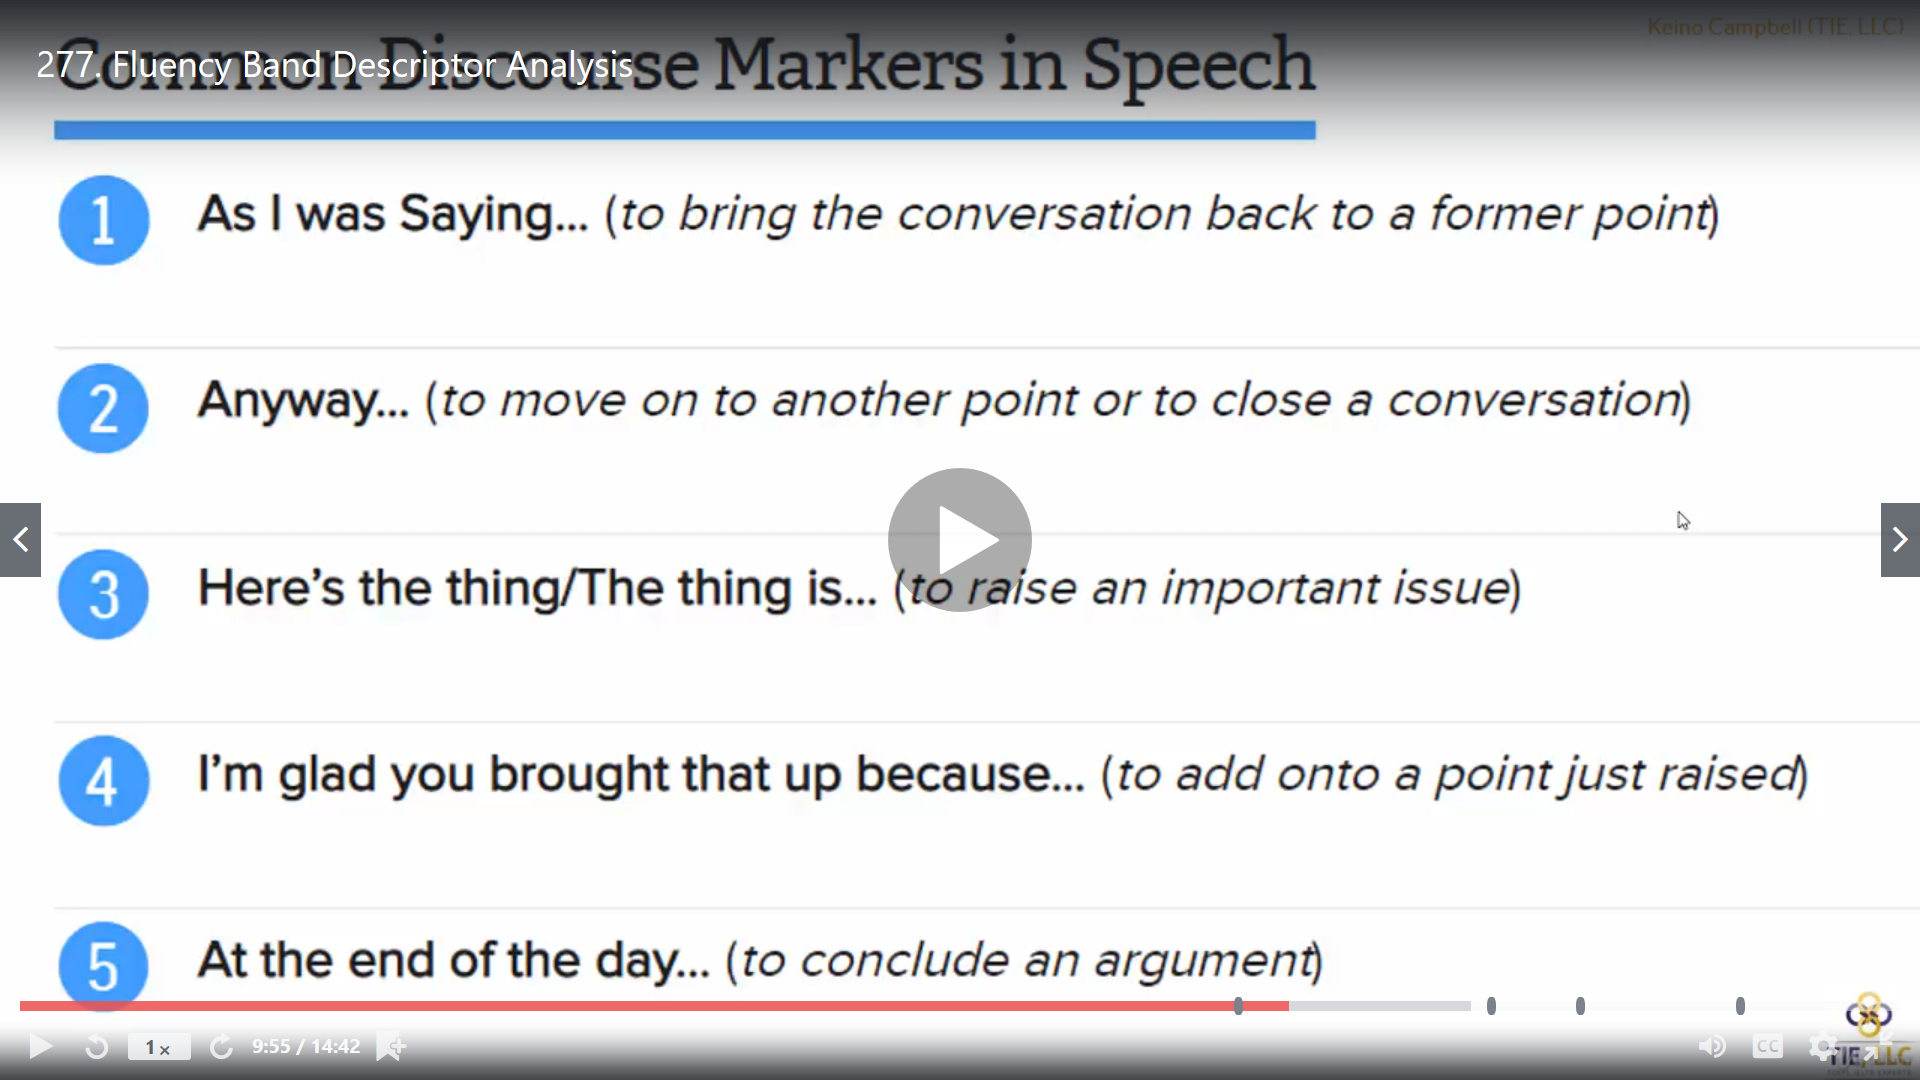 Keino Campbell (TIE, LLC)
277. Fluency Band Descriptor Analysis
Common Discourse Markers in Speech
1 As I was Saying... (to bring the conversation back to a former point)
2 Anyway... (to move on to another point or to close a conversation)
3 Here's the thing/The thing is... (to raise an important issue)
4 I'm glad you brought that up because... (to add onto a point just raised)
5 At the end of the day... (to conclude an argument)
1x 9:55 / 14:42 CC
TIE, LLC